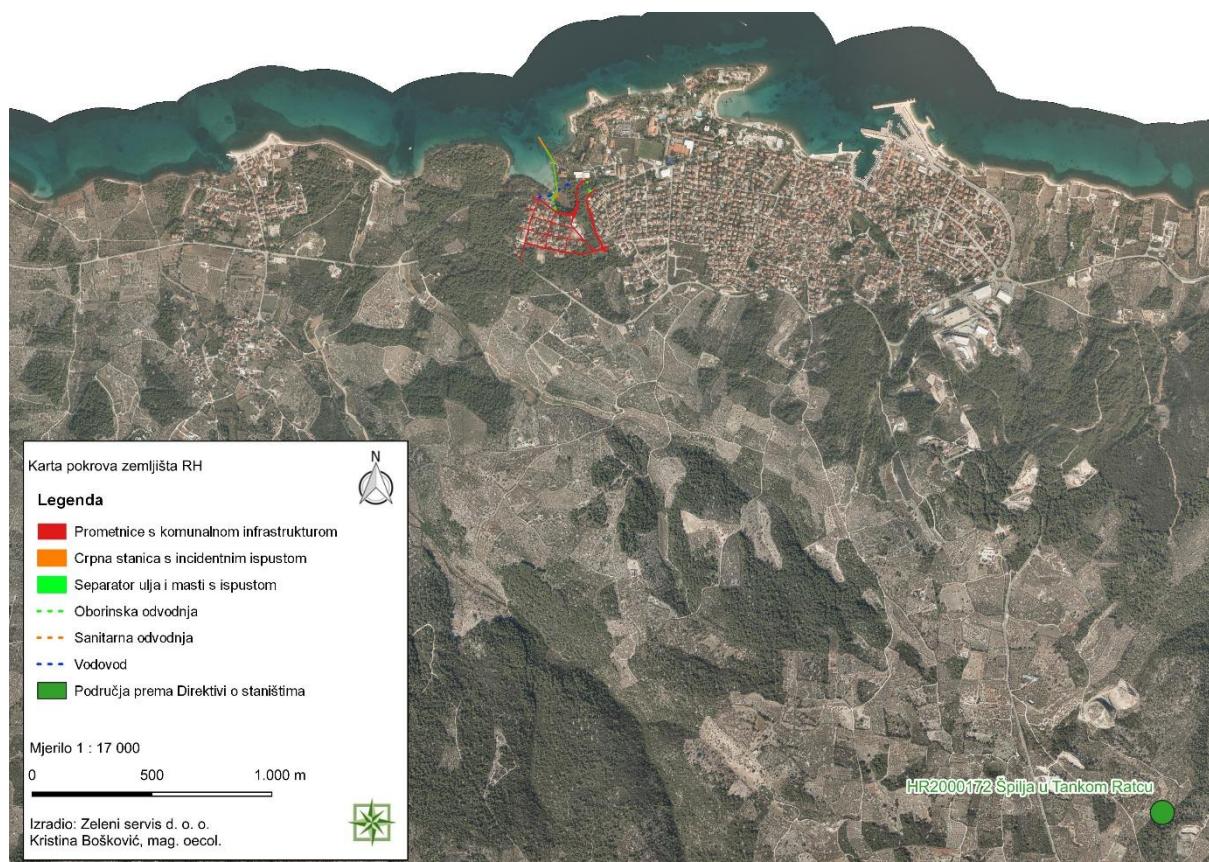 Karta pokrova zemljišta RH
N
Legenda
Prometnice s komunalnom infrastrukturom
Crpna stanica s incidentnim ispustom
Separator ulja i masti s ispustom
Oborinska odvodnja
Sanitarna odvodnja
Vodovod
Područja prema Direktivi o staništima
Mjerilo 1 : 17 000
0 500 1.000 m
Izradio: Zeleni servis d. o. o.
Kristina Bošković, mag. oecol.
HR2000172 Špilja u Tankom Ratcu